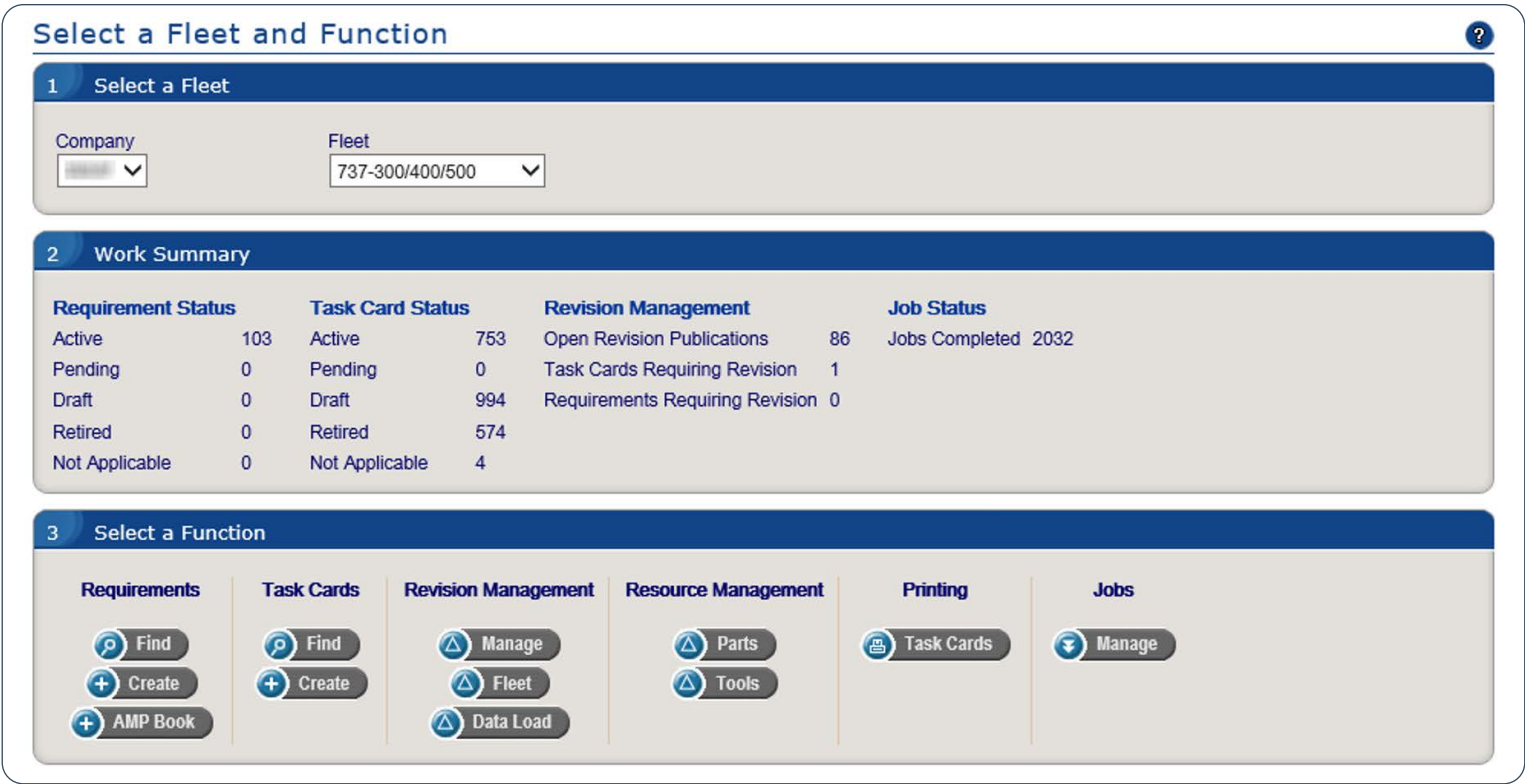 Select a Fleet and Function
?
1 Select a Fleet
Company Fleet
737-300/400/500
2 Work Summary
Requirement Status Task Card Status Revision Management Job Status
Active 103 Active 753 Open Revision Publications 86 Jobs Completed 2032
Pending 0 Pending 0 Task Cards Requiring Revision 1
Draft 0 Draft 994 Requirements Requiring Revision 0
Retired 0 Retired 574
Not Applicable 0 Not Applicable 4
3 Select a Function
Requirements Task Cards Revision Management Resource Management Printing Jobs
Find Find Manage Parts Task Cards Manage
Create Create Fleet Tools
AMP Book Data Load